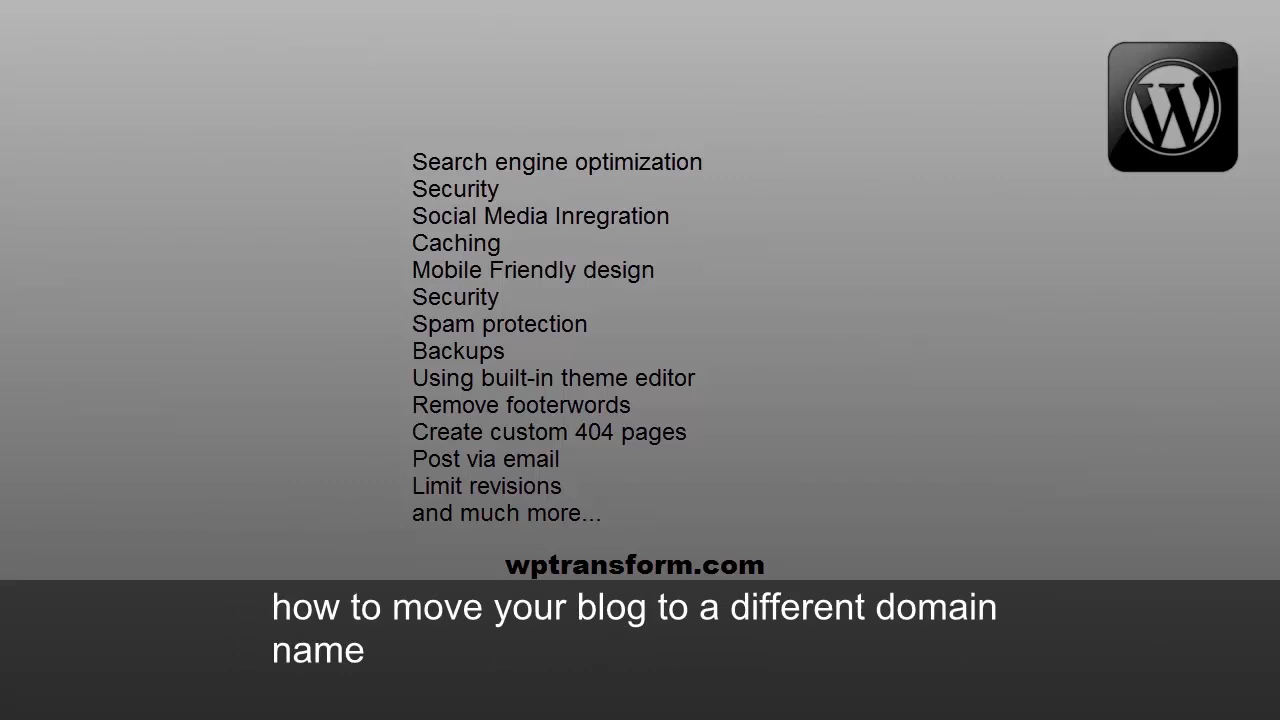 Search engine optimization
Security
Social Media Inregration
Caching
Mobile Friendly design
Security
Spam protection
Backups
Using built-in theme editor
Remove footerwords
Create custom 404 pages
Post via email
Limit revisions
and much more...
wptransform.com
how to move your blog to a different domain
name